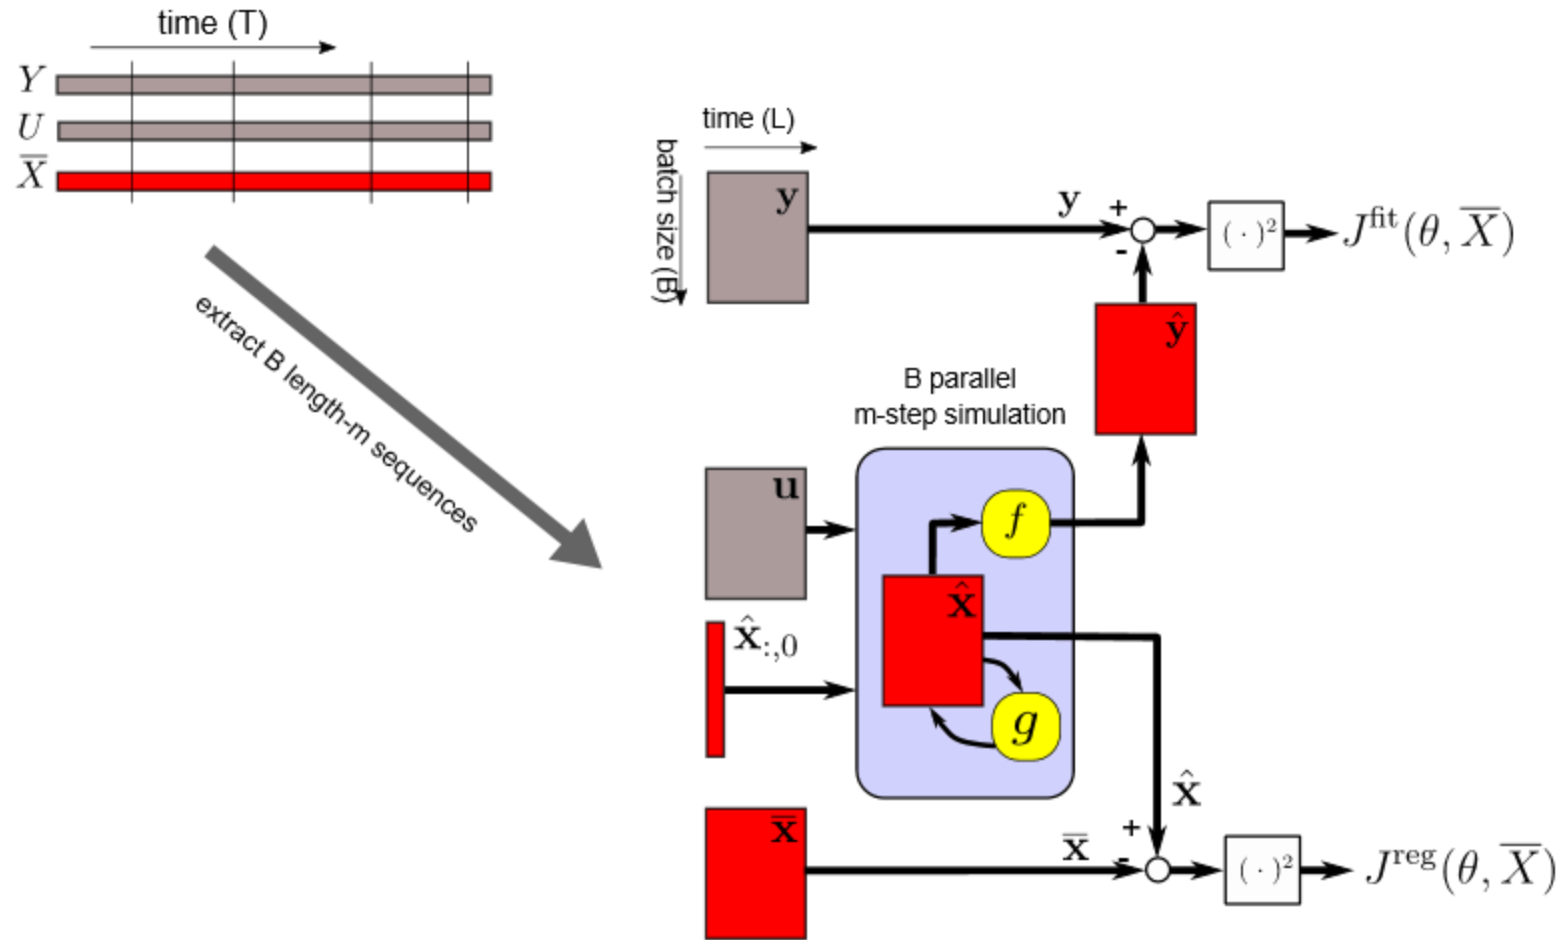 time (T)
Y
U
X̅
extract B length-m sequences
time (L)
batch size (B)
y
y
+
-
( · )²
J^fit(θ, X̅)
ŷ
B parallel
m-step simulation
u
f
x̂
x̂:,0
g
x̂
x̅
x̅
+
-
( · )²
J^reg(θ, X̅)